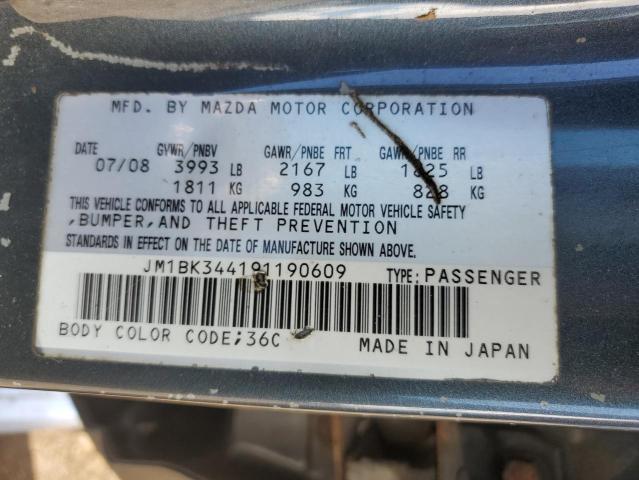 MFD. BY MAZDA MOTOR CORPORATION
DATE GVWR/PNBV GAWR/PNBE FRT GAWR/PNBE RR
07/08 3993 LB 2167 LB 1825 LB
1811 KG 983 KG 828 KG
THIS VEHICLE CONFORMS TO ALL APPLICABLE FEDERAL MOTOR VEHICLE SAFETY
,BUMPER,AND THEFT PREVENTION
STANDARDS IN EFFECT ON THE DATE OF MANUFACTURE SHOWN ABOVE.
JM1BK344191190609 TYPE:PASSENGER
BODY COLOR CODE;36C MADE IN JAPAN